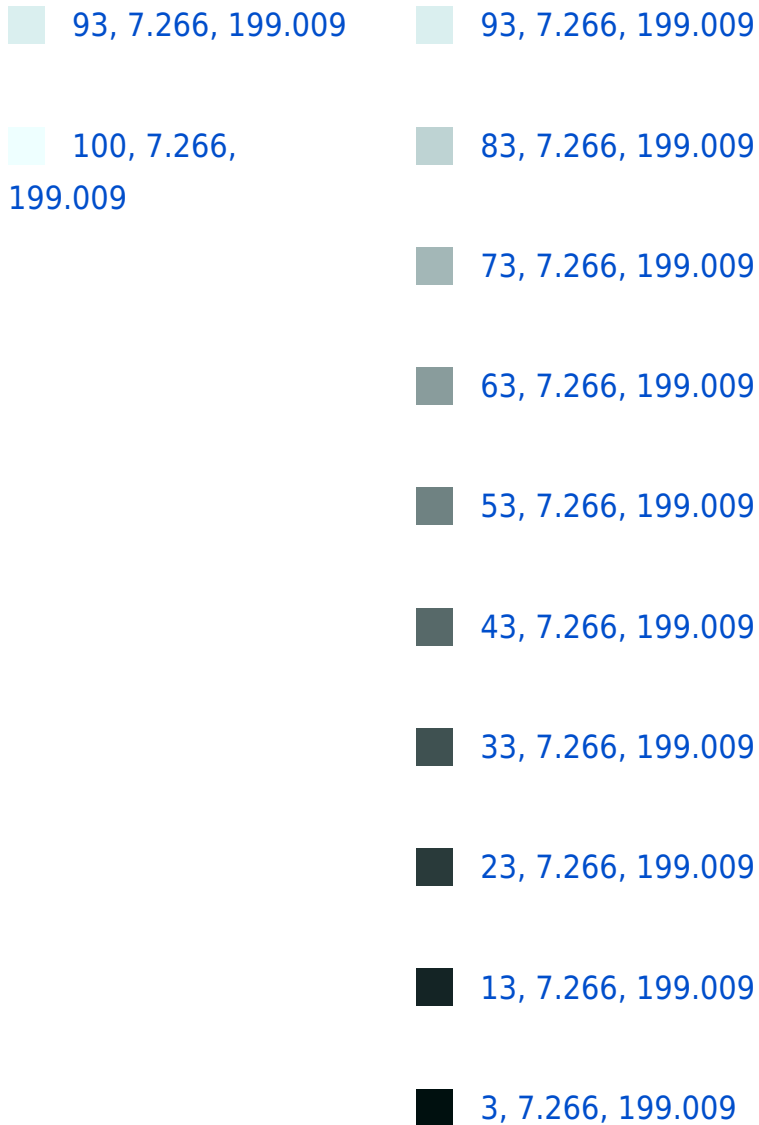 93, 7.266, 199.009
100, 7.266,
199.009
93, 7.266, 199.009
83, 7.266, 199.009
73, 7.266, 199.009
63, 7.266, 199.009
53, 7.266, 199.009
43, 7.266, 199.009
33, 7.266, 199.009
23, 7.266, 199.009
13, 7.266, 199.009
3, 7.266, 199.009